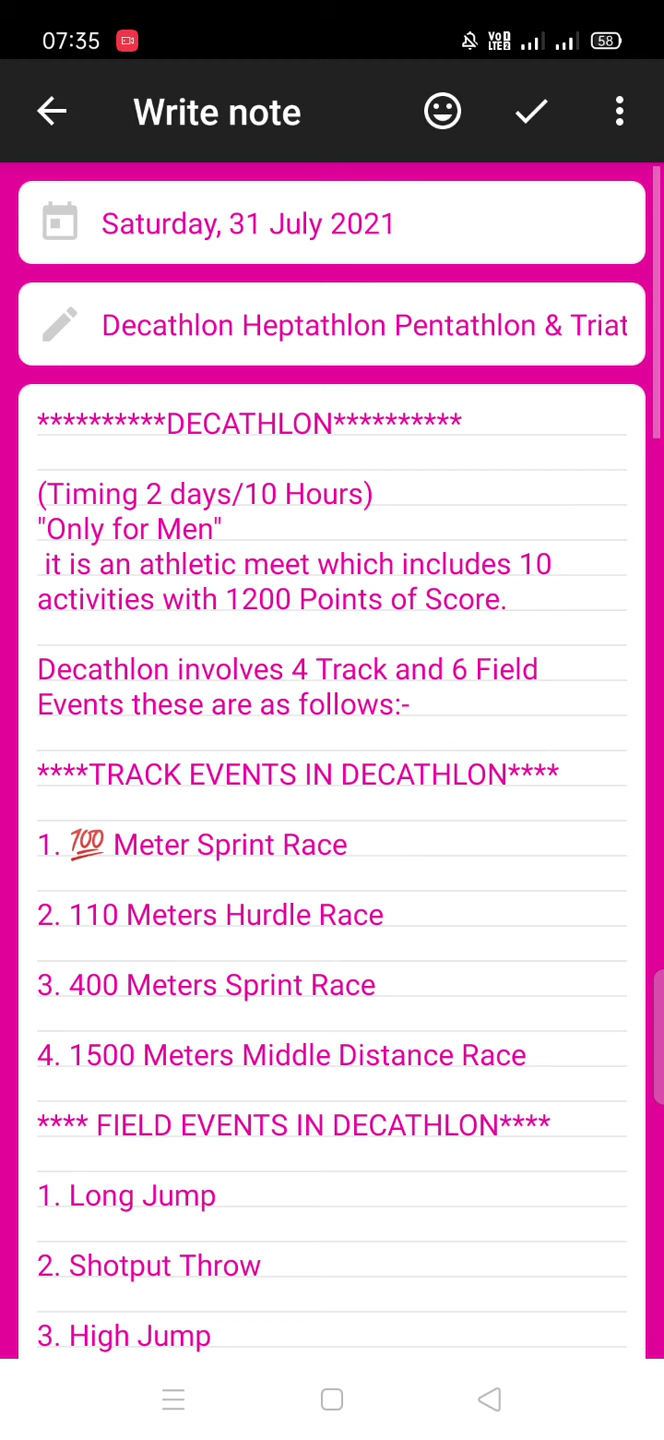 07:35
VoD LTE2 58
Write note
Saturday, 31 July 2021
Decathlon Heptathlon Pentathlon & Triat
**********DECATHLON**********
(Timing 2 days/10 Hours)
"Only for Men"
it is an athletic meet which includes 10
activities with 1200 Points of Score.
Decathlon involves 4 Track and 6 Field
Events these are as follows:-
****TRACK EVENTS IN DECATHLON****
1. 💯 Meter Sprint Race
2. 110 Meters Hurdle Race
3. 400 Meters Sprint Race
4. 1500 Meters Middle Distance Race
**** FIELD EVENTS IN DECATHLON****
1. Long Jump
2. Shotput Throw
3. High Jump